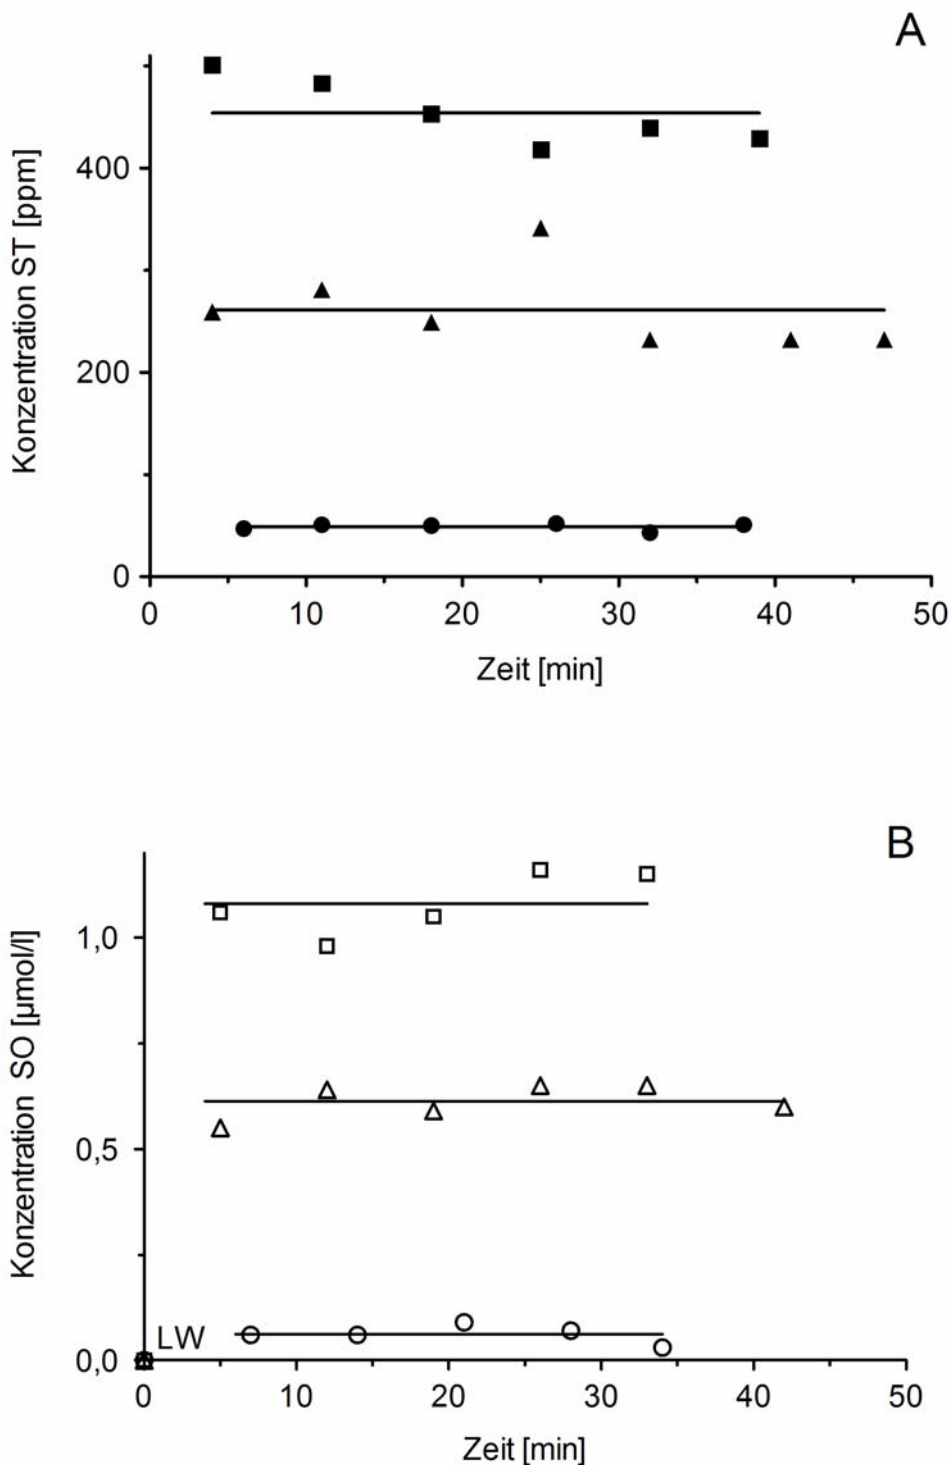 A
Konzentration ST [ppm]
400
200
0
0 10 20 30 40 50
Zeit [min]
B
Konzentration SO [µmol/l]
1,0
0,5
0,0
LW
0 10 20 30 40 50
Zeit [min]